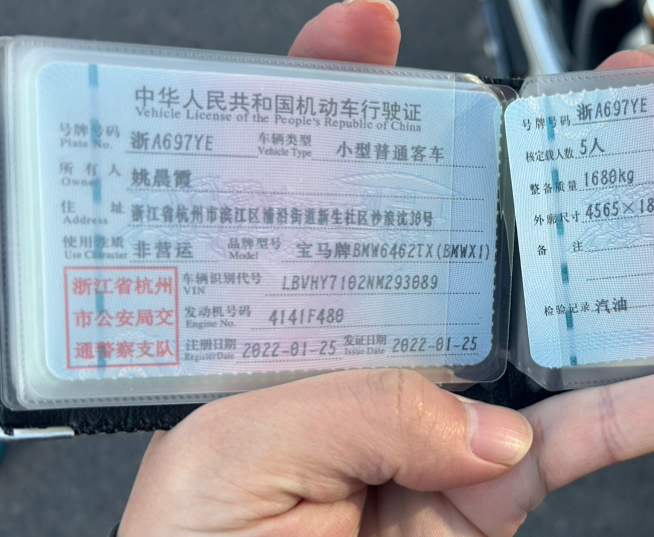 中华人民共和国机动车行驶证
Vehicle License of the People's Republic of China
号牌号码 浙A697YE 车辆类型 小型普通客车
Plate No. Vehicle Type
所有人 姚晨霞
Owner
住址 浙江省杭州市滨江区浦沿街道新生社区沙浪沈30号
Address
使用性质 非营运 品牌型号 宝马牌BMW6462TX(BMWX1)
Use Character Model
浙江省杭州
市公安局交
通警察支队
车辆识别代号 LBVHY7102NM293089
VIN
发动机号码 4141F480
Engine No.
注册日期 2022-01-25 发证日期 2022-01-25
Register Date Issue Date
号牌号码 浙A697YE
核定载人数 5人
整备质量 1680kg
外廓尺寸 4565×18
备注
检验记录 汽油